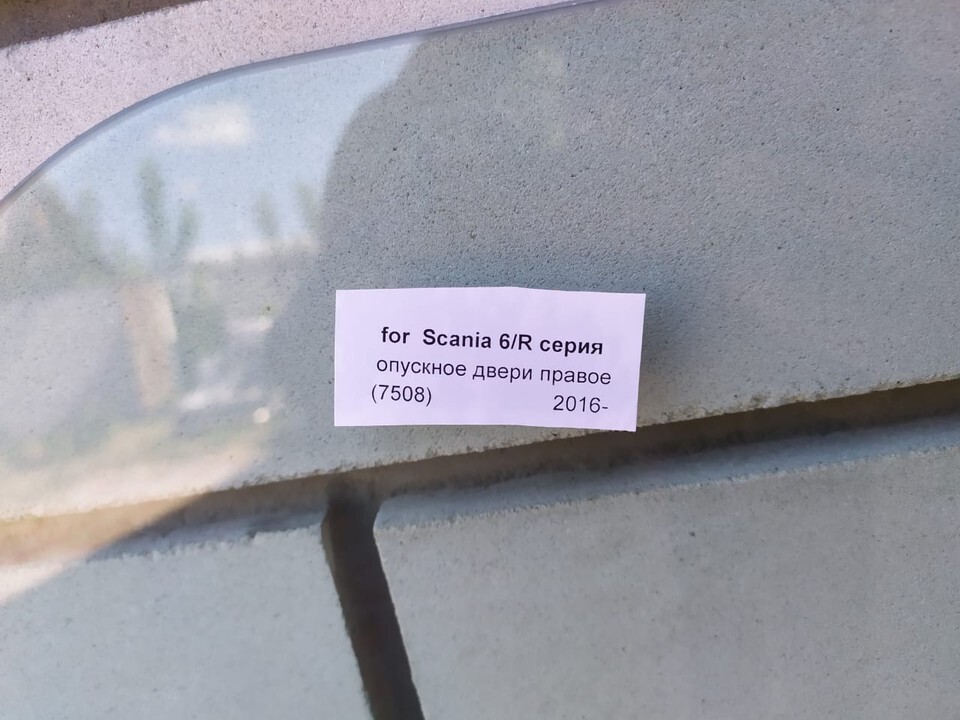 for Scania 6/R серия
опускное двери правое
(7508) 2016-